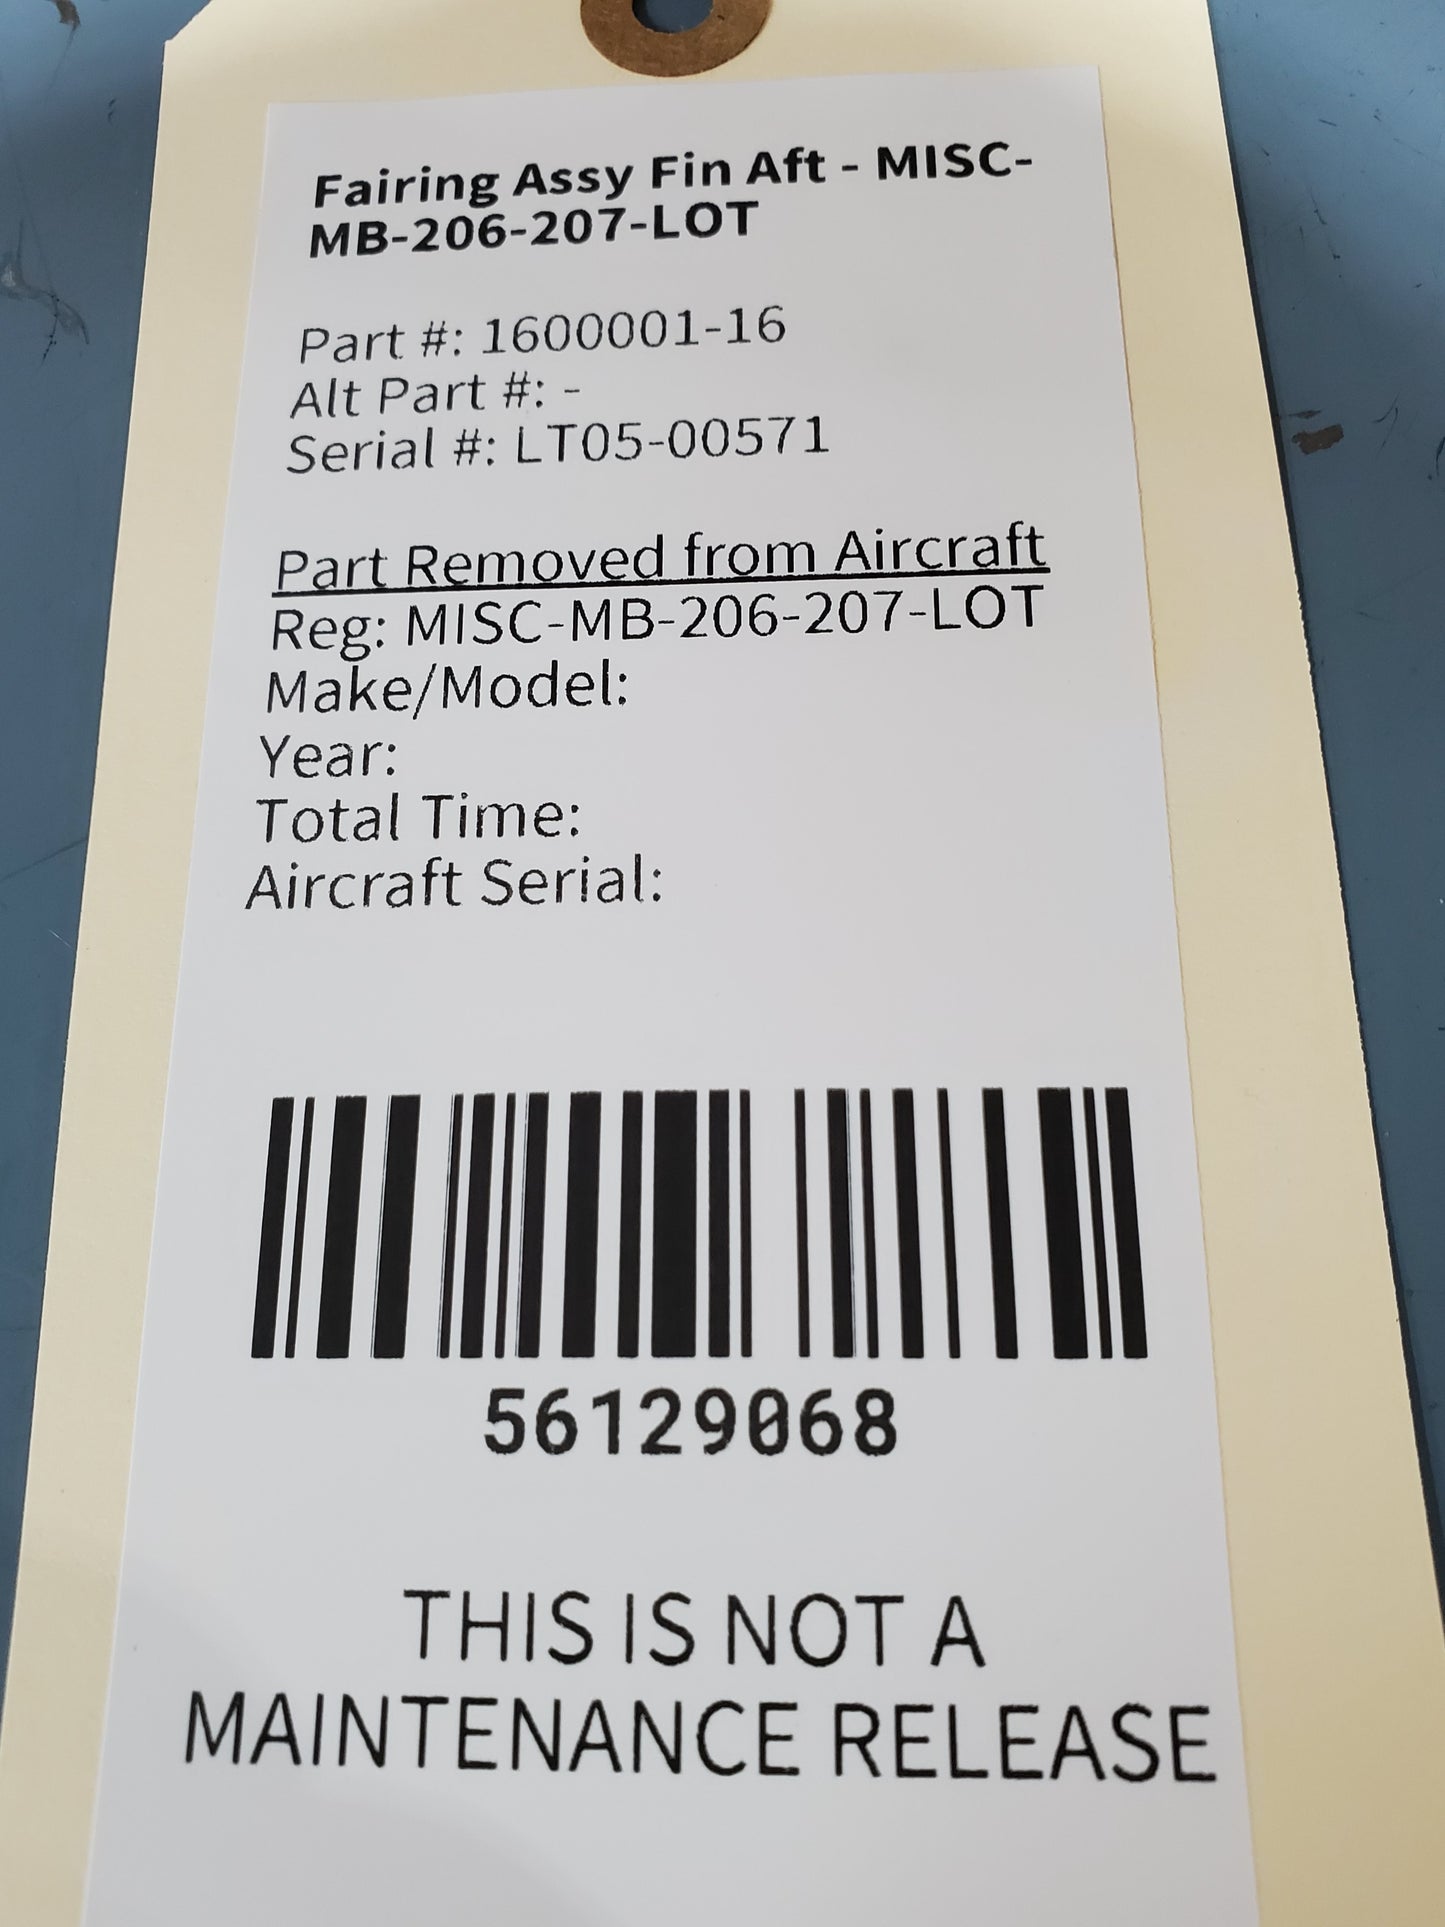 Fairing Assy Fin Aft - MISC-
MB-206-207-LOT
Part #: 1600001-16
Alt Part #: -
Serial #: LT05-00571
Part Removed from Aircraft
Reg: MISC-MB-206-207-LOT
Make/Model:
Year:
Total Time:
Aircraft Serial:
56129068
THIS IS NOT A
MAINTENANCE RELEASE